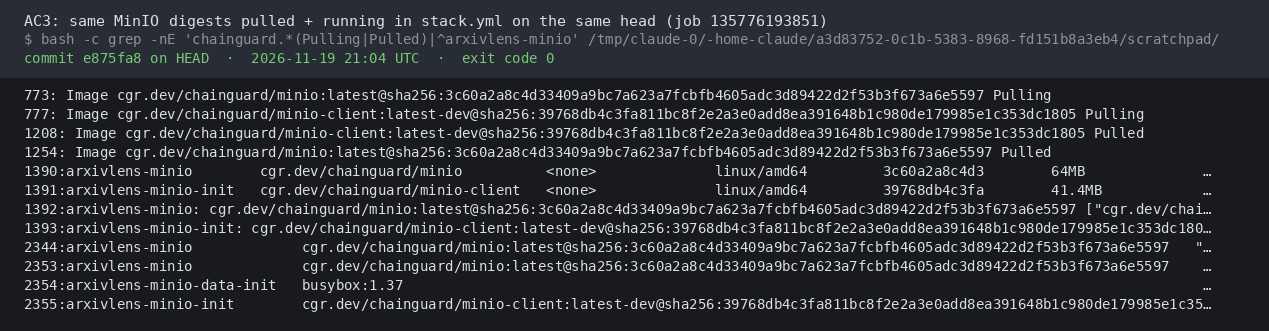 AC3: same MinIO digests pulled + running in stack.yml on the same head (job 135776193851)
$ bash -c grep -nE 'chainguard.*(Pulling|Pulled)|^arxivlens-minio' /tmp/claude-0/-home-claude/a3d83752-0c1b-5383-8968-fd151b8a3eb4/scratchpad/
commit e875fa8 on HEAD · 2026-11-19 21:04 UTC · exit code 0
773: Image cgr.dev/chainguard/minio:latest@sha256:3c60a2a8c4d33409a9bc7a623a7fcbfb4605adc3d89422d2f53b3f673a6e5597 Pulling
777: Image cgr.dev/chainguard/minio-client:latest-dev@sha256:39768db4c3fa811bc8f2e2a3e0add8ea391648b1c980de179985e1c353dc1805 Pulling
1208: Image cgr.dev/chainguard/minio-client:latest-dev@sha256:39768db4c3fa811bc8f2e2a3e0add8ea391648b1c980de179985e1c353dc1805 Pulled
1254: Image cgr.dev/chainguard/minio:latest@sha256:3c60a2a8c4d33409a9bc7a623a7fcbfb4605adc3d89422d2f53b3f673a6e5597 Pulled
1390:arxivlens-minio cgr.dev/chainguard/minio <none> linux/amd64 3c60a2a8c4d3 64MB …
1391:arxivlens-minio-init cgr.dev/chainguard/minio-client <none> linux/amd64 39768db4c3fa 41.4MB …
1392:arxivlens-minio: cgr.dev/chainguard/minio:latest@sha256:3c60a2a8c4d33409a9bc7a623a7fcbfb4605adc3d89422d2f53b3f673a6e5597 ["cgr.dev/chai…
1393:arxivlens-minio-init: cgr.dev/chainguard/minio-client:latest-dev@sha256:39768db4c3fa811bc8f2e2a3e0add8ea391648b1c980de179985e1c353dc180…
2344:arxivlens-minio cgr.dev/chainguard/minio:latest@sha256:3c60a2a8c4d33409a9bc7a623a7fcbfb4605adc3d89422d2f53b3f673a6e5597 "…
2353:arxivlens-minio cgr.dev/chainguard/minio:latest@sha256:3c60a2a8c4d33409a9bc7a623a7fcbfb4605adc3d89422d2f53b3f673a6e5597 …
2354:arxivlens-minio-data-init busybox:1.37 …
2355:arxivlens-minio-init cgr.dev/chainguard/minio-client:latest-dev@sha256:39768db4c3fa811bc8f2e2a3e0add8ea391648b1c980de179985e1c35…